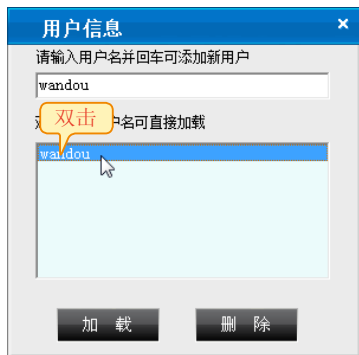 用户信息
×
请输入用户名并回车可添加新用户
wandou
双击
户名可直接加载
wandou
加 载
删 除